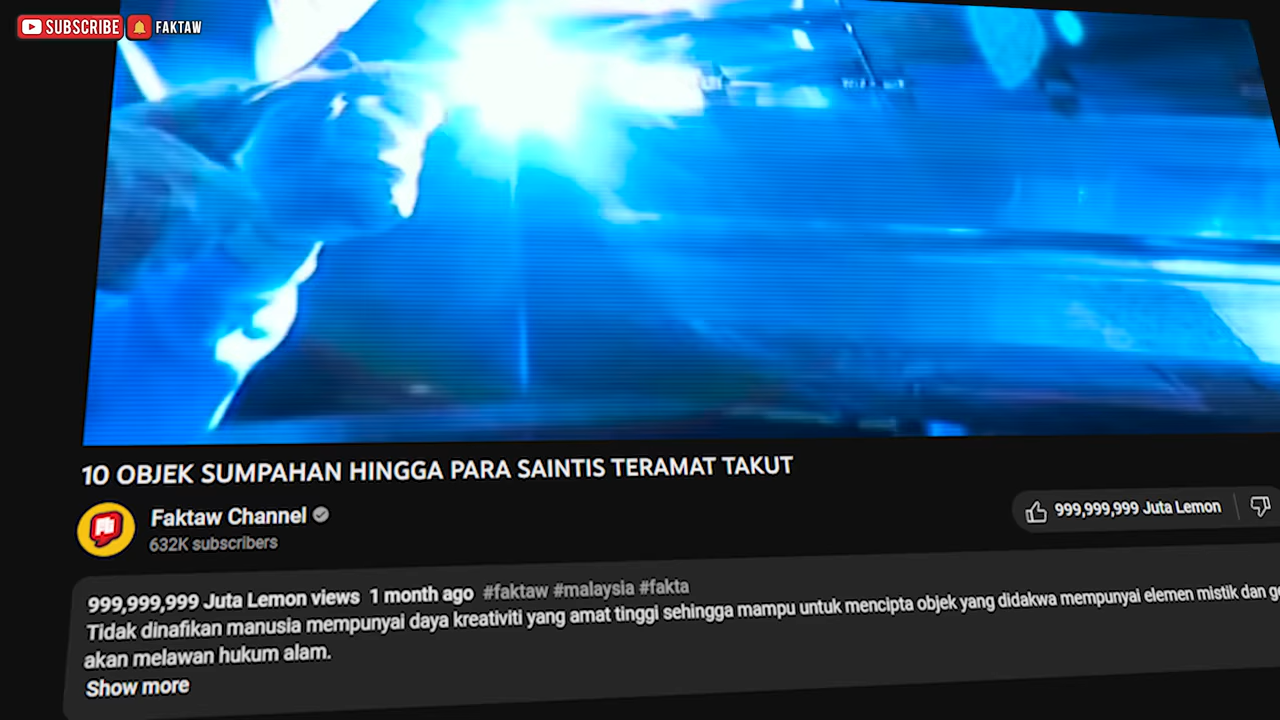 SUBSCRIBE FAKTAW
10 OBJEK SUMPAHAN HINGGA PARA SAINTIS TERAMAT TAKUT
Faktaw Channel
632K subscribers
999,999,999 Juta Lemon
999,999,999 Juta Lemon views 1 month ago #faktaw #malaysia #fakta
Tidak dinafikan manusia mempunyai daya kreativiti yang amat tinggi sehingga mampu untuk mencipta objek yang didakwa mempunyai elemen mistik dan
akan melawan hukum alam.
Show more